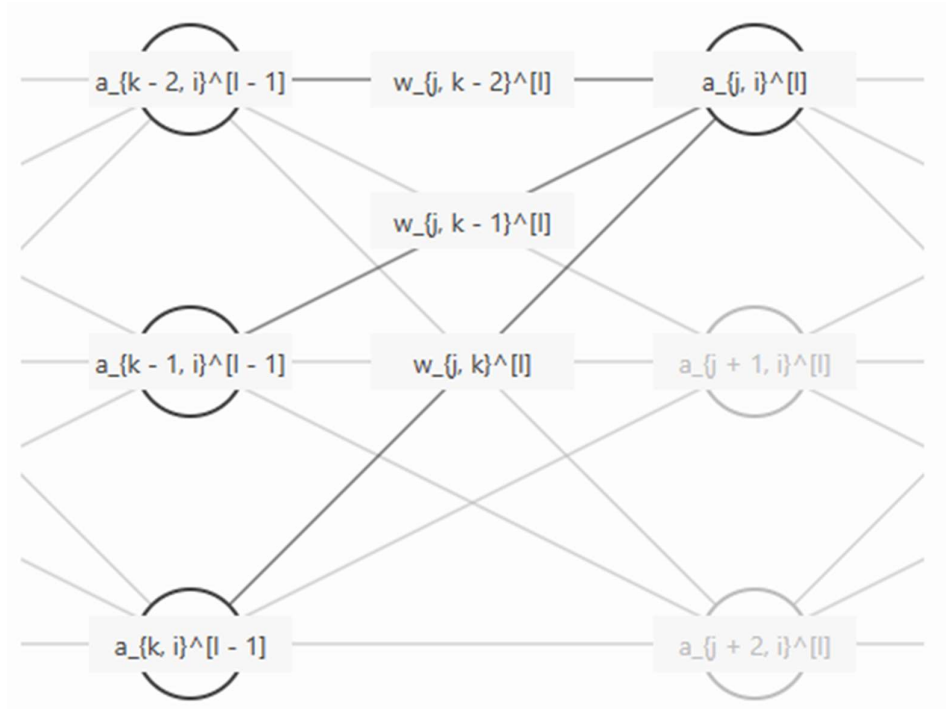 a_{k - 2, i}^[l - 1] w_{j, k - 2}^[l] a_{j, i}^[l]
w_{j, k - 1}^[l]
a_{k - 1, i}^[l - 1] w_{j, k}^[l] a_{j + 1, i}^[l]
a_{k, i}^[l - 1] a_{j + 2, i}^[l]